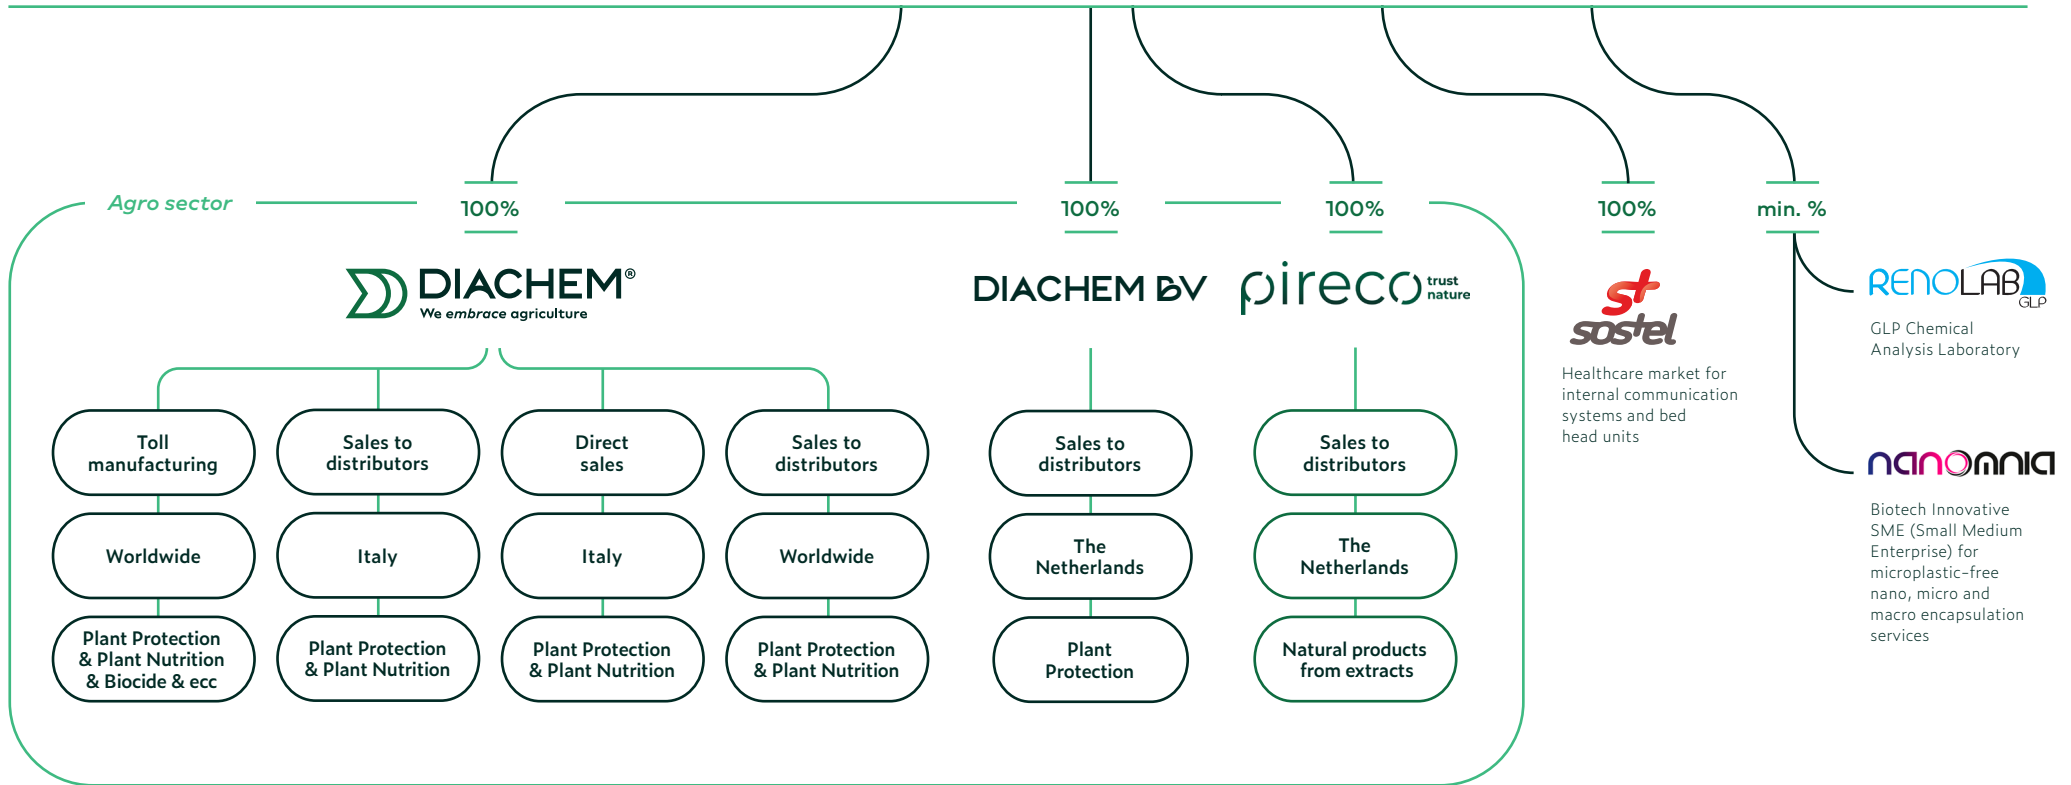 Agro sector
100%
100%
100%
100%
min. %
DIACHEM®
We embrace agriculture
DIACHEM BV
pireco
trust
nature
sostel
Healthcare market for
internal communication
systems and bed
head units
RENOLAB
GLP
GLP Chemical
Analysis Laboratory
nanomnia
Biotech Innovative
SME (Small Medium
Enterprise) for
microplastic-free
nano, micro and
macro encapsulation
services
Toll
manufacturing
Worldwide
Plant Protection
& Plant Nutrition
& Biocide & ecc
Sales to
distributors
Italy
Plant Protection
& Plant Nutrition
Direct
sales
Italy
Plant Protection
& Plant Nutrition
Sales to
distributors
Worldwide
Plant Protection
& Plant Nutrition
Sales to
distributors
The
Netherlands
Plant
Protection
Sales to
distributors
The
Netherlands
Natural products
from extracts